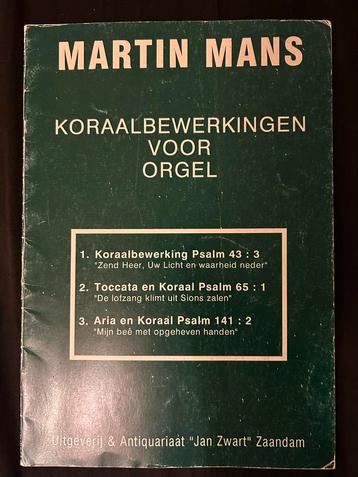 MARTIN MANS
KORAALBEWERKINGEN
VOOR
ORGEL
1. Koraalbewerking Psalm 43 : 3
"Zend Heer, Uw Licht en waarheid neder"
2. Toccata en Koraal Psalm 65 : 1
"De lofzang klimt uit Sions zalen"
3. Aria en Koraal Psalm 141 : 2
"Mijn beê met opgeheven handen"
Uitgeverij & Antiquariaat "Jan Zwart" Zaandam